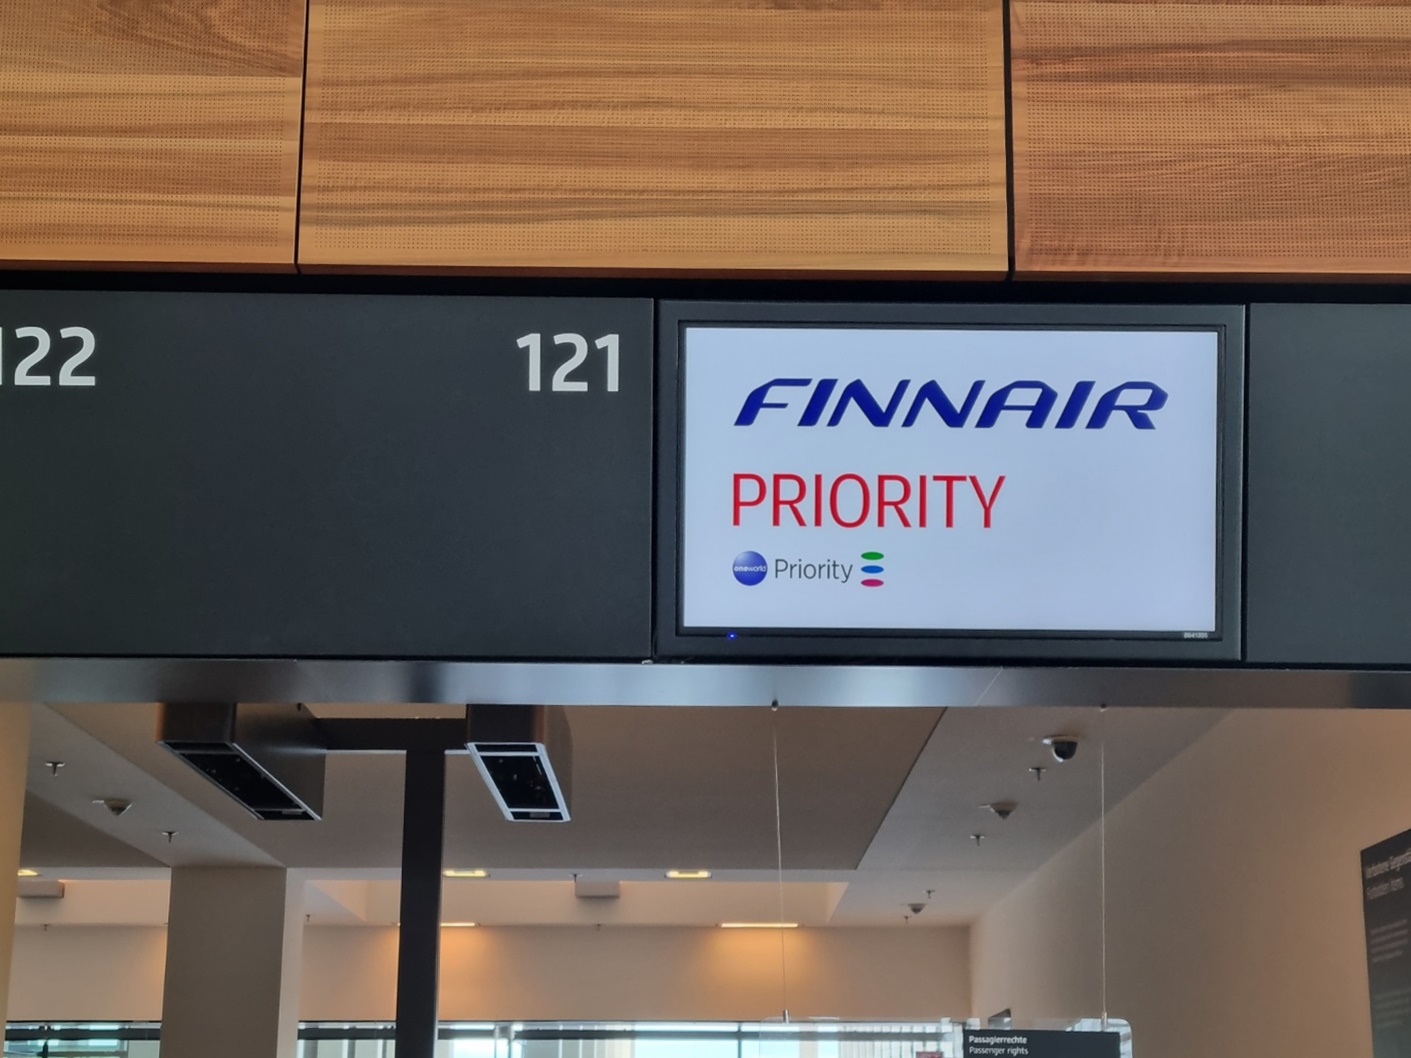 122
121
FINNAIR
PRIORITY
oneworld Priority
Passagierrechte
Passenger rights